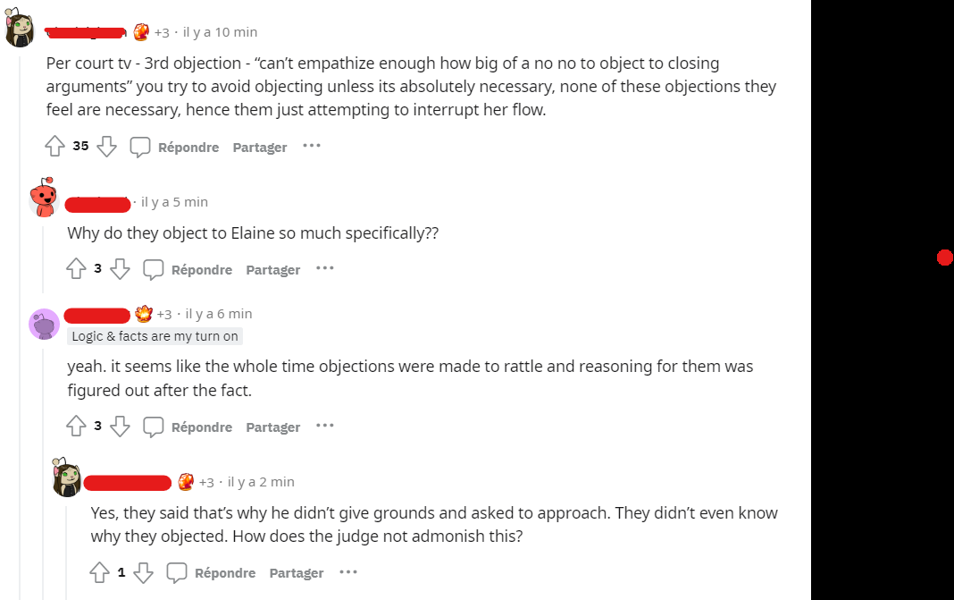 +3 · il y a 10 min
Per court tv - 3rd objection - “can’t empathize enough how big of a no no to object to closing
arguments” you try to avoid objecting unless its absolutely necessary, none of these objections they
feel are necessary, hence them just attempting to interrupt her flow.
35 Répondre Partager ···
· il y a 5 min
Why do they object to Elaine so much specifically??
3 Répondre Partager ···
+3 · il y a 6 min
Logic & facts are my turn on
yeah. it seems like the whole time objections were made to rattle and reasoning for them was
figured out after the fact.
3 Répondre Partager ···
+3 · il y a 2 min
Yes, they said that’s why he didn’t give grounds and asked to approach. They didn’t even know
why they objected. How does the judge not admonish this?
1 Répondre Partager ···